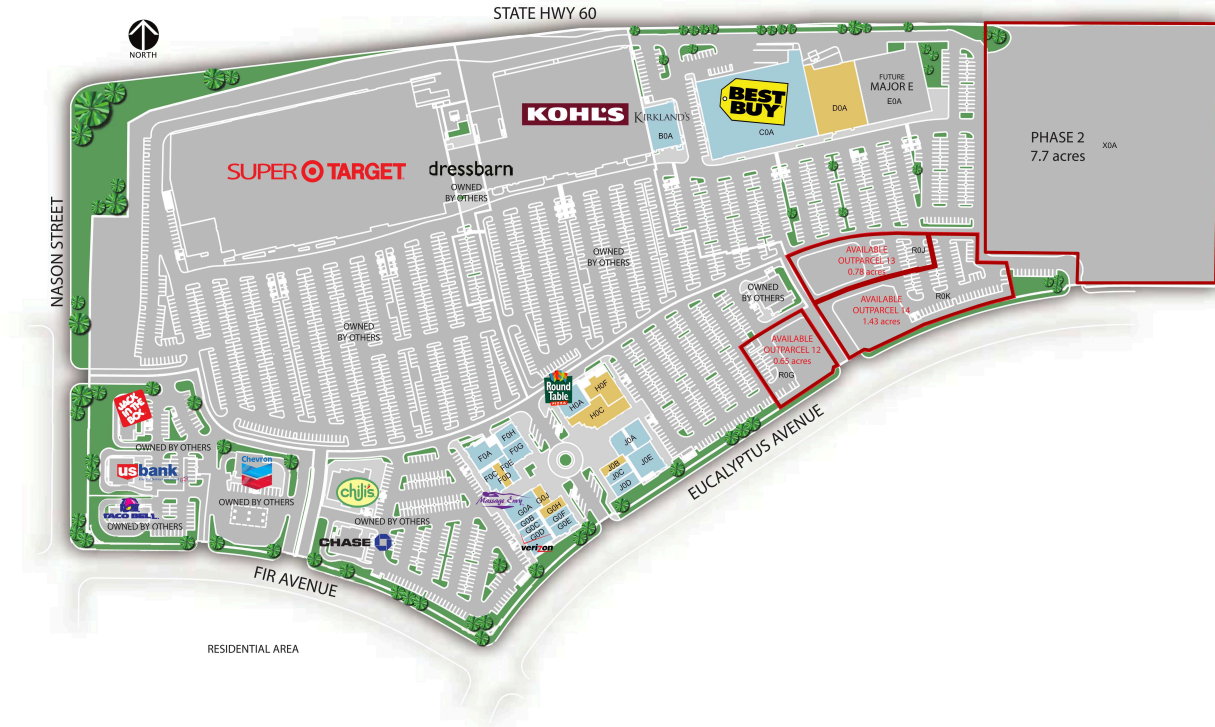 STATE HWY 60
NORTH
NASON STREET
SUPER TARGET
dressbarn
OWNED
BY OTHERS
KOHL'S
KIRKLAND'S
B0A
BEST
BUY
C0A
D0A
FUTURE
MAJOR E
E0A
PHASE 2
7.7 acres
X0A
OWNED
BY OTHERS
OWNED
BY OTHERS
OWNED
BY OTHERS
AVAILABLE
OUTPARCEL 13
0.78 acres
R0J
AVAILABLE
OUTPARCEL 14
1.43 acres
R0K
AVAILABLE
OUTPARCEL 12
0.65 acres
R0G
EUCALYPTUS AVENUE
Round
Table
H0A
H0F
H0C
F0H
F0G
F0A
F0E
F0C
F0D
J0A
J0E
J0B
J0C
J0D
Massage Envy
G0J
G0A
G0H
G0B
G0F
G0C
G0E
G0D
verizon
JACK
IN THE
BOX
OWNED BY OTHERS
usbank
TACO BELL
OWNED BY OTHERS
Chevron
OWNED BY OTHERS
chili's
OWNED BY OTHERS
CHASE
FIR AVENUE
RESIDENTIAL AREA